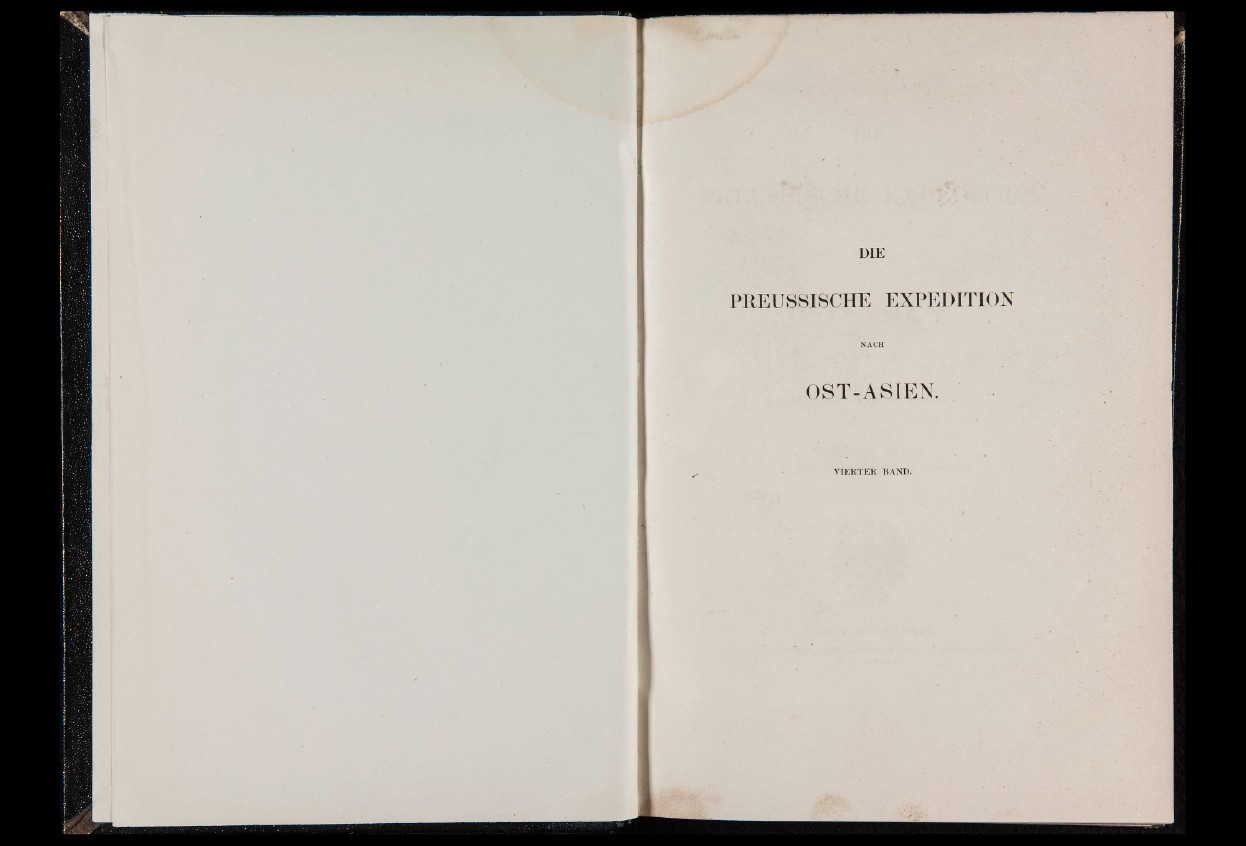 DIE
PREUSSISCHE EXPEDITION
NACH
OST-ASIEN.
VIERTER BAND.